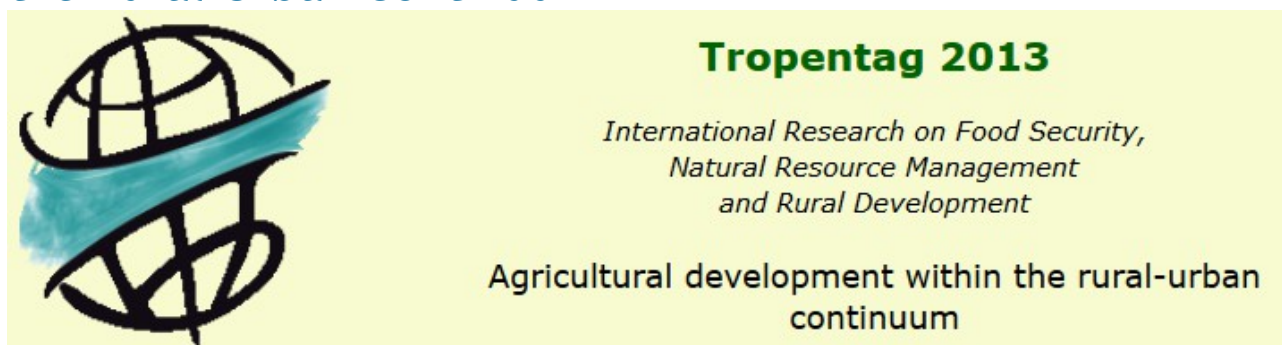 Tropentag 2013
International Research on Food Security,
Natural Resource Management
and Rural Development
Agricultural development within the rural-urban
continuum